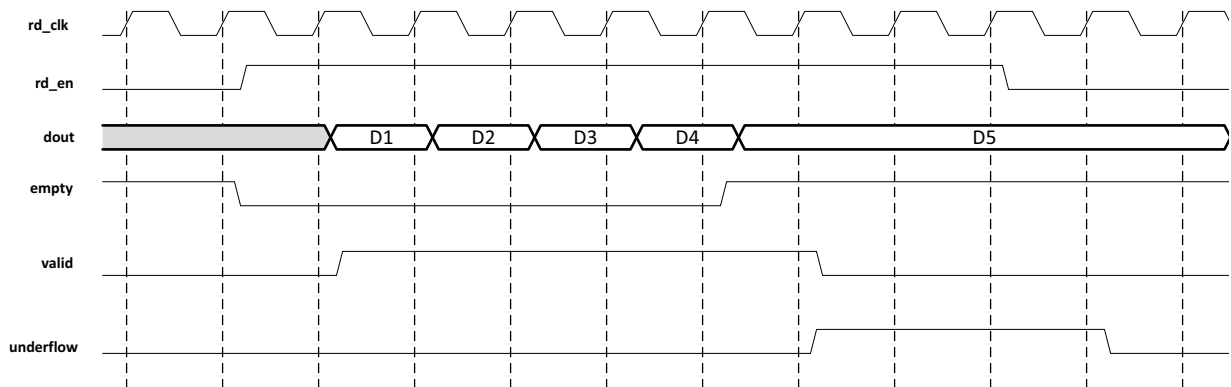 rd_clk
rd_en
dout D1 D2 D3 D4 D5
empty
valid
underflow